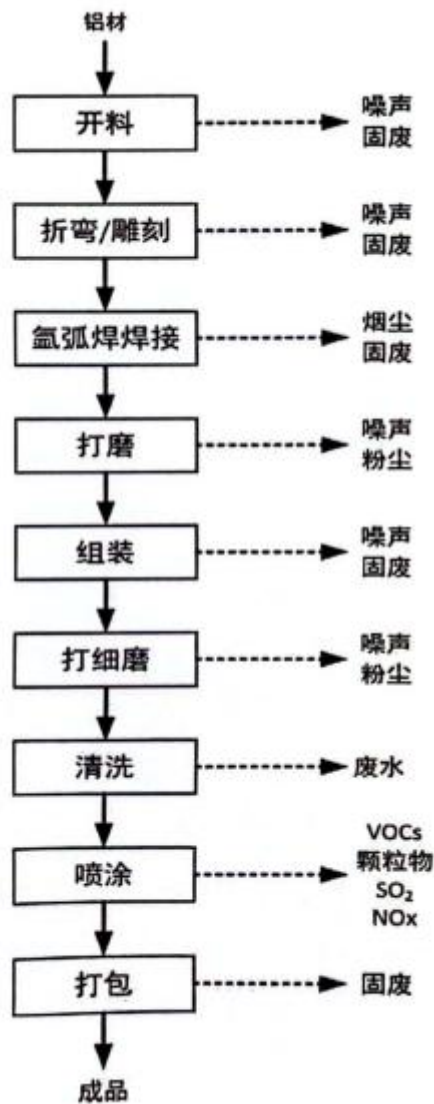 铝材
开料
噪声
固废
折弯/雕刻
噪声
固废
氩弧焊焊接
烟尘
固废
打磨
噪声
粉尘
组装
噪声
固废
打细磨
噪声
粉尘
清洗
废水
喷涂
VOCs
颗粒物
SO₂
NOx
打包
固废
成品